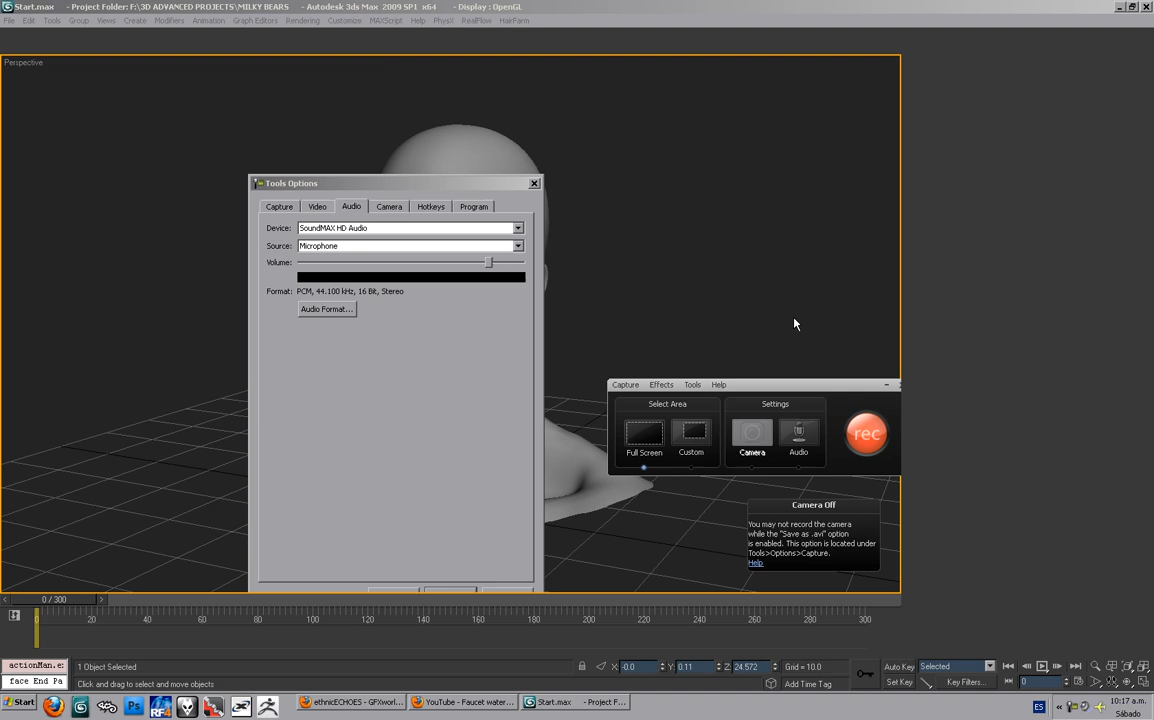 Start.max - Project Folder: F:\3D ADVANCED PROJECTS\MILKY BEARS - Autodesk 3ds Max 2009 SP1 x64 - Display : OpenGL
File Edit Tools Group Views Create Modifiers Animation Graph Editors Rendering Customize MAXScript Help PhysX RealFlow HairFarm
Perspective
Tools Options
Capture Video Audio Camera Hotkeys Program
Device: SoundMAX HD Audio
Source: Microphone
Volume:
Format: PCM, 44.100 kHz, 16 Bit, Stereo
Audio Format...
Capture Effects Tools Help
Select Area Settings
Full Screen Custom Camera Audio rec
Camera Off
You may not record the camera
while the "Save as .avi" option
is enabled. This option is located under
Tools>Options>Capture.
Help
0 / 300
0 20 40 60 80 100 120 140 160 180 200 220 240 260 280 300
actionMan.e: 1 Object Selected X: -0.0 Y: 0.11 Z: 24.572 Grid = 10.0 Auto Key Selected
face End Pa Click and drag to select and move objects Add Time Tag Set Key Key Filters... 0
Start ethnicECHOES - GFXworl... YouTube - Faucet water... Start.max - Project F... ES 10:17 a.m.
Sábado